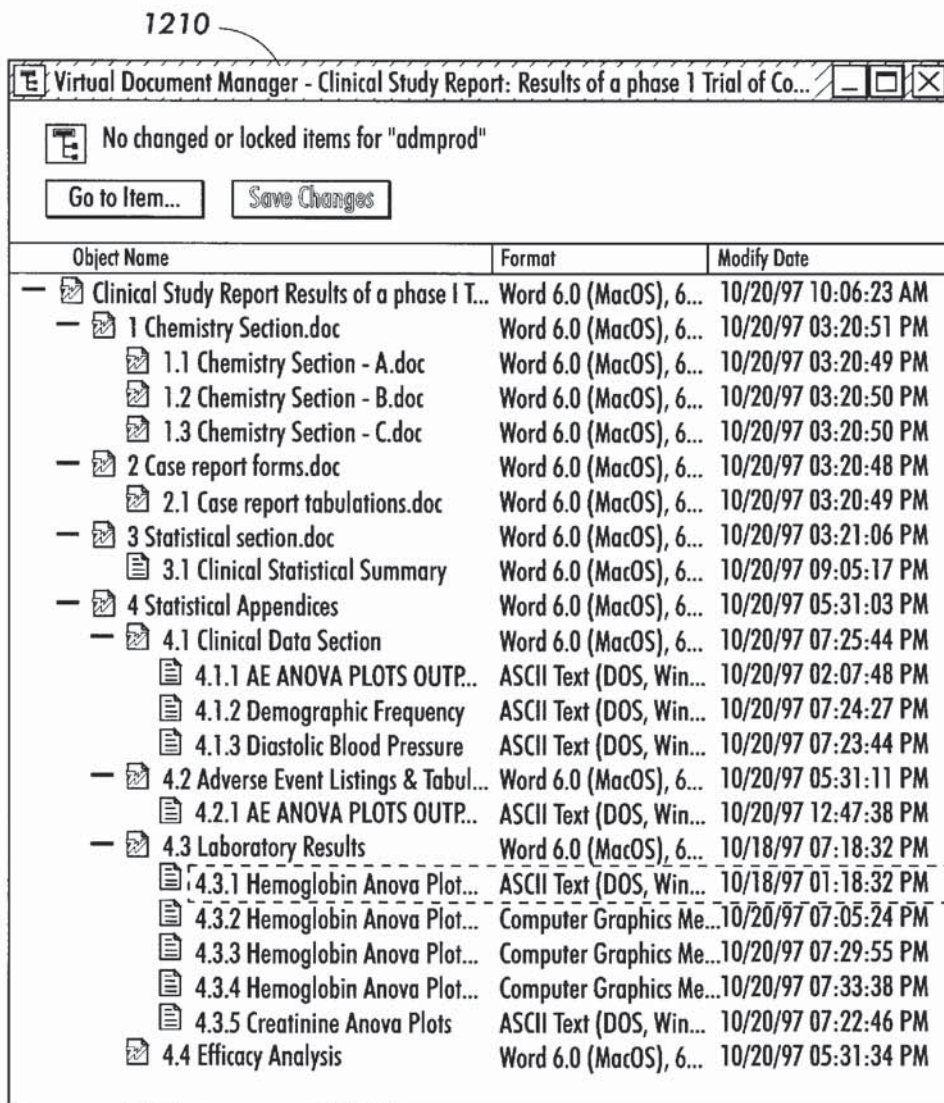 1210
Virtual Document Manager - Clinical Study Report: Results of a phase 1 Trial of Co...
No changed or locked items for "admprod"
Go to Item... Save Changes
Object Name Format Modify Date
Clinical Study Report Results of a phase I T... Word 6.0 (MacOS), 6... 10/20/97 10:06:23 AM
1 Chemistry Section.doc Word 6.0 (MacOS), 6... 10/20/97 03:20:51 PM
1.1 Chemistry Section - A.doc Word 6.0 (MacOS), 6... 10/20/97 03:20:49 PM
1.2 Chemistry Section - B.doc Word 6.0 (MacOS), 6... 10/20/97 03:20:50 PM
1.3 Chemistry Section - C.doc Word 6.0 (MacOS), 6... 10/20/97 03:20:50 PM
2 Case report forms.doc Word 6.0 (MacOS), 6... 10/20/97 03:20:48 PM
2.1 Case report tabulations.doc Word 6.0 (MacOS), 6... 10/20/97 03:20:49 PM
3 Statistical section.doc Word 6.0 (MacOS), 6... 10/20/97 03:21:06 PM
3.1 Clinical Statistical Summary Word 6.0 (MacOS), 6... 10/20/97 09:05:17 PM
4 Statistical Appendices Word 6.0 (MacOS), 6... 10/20/97 05:31:03 PM
4.1 Clinical Data Section Word 6.0 (MacOS), 6... 10/20/97 07:25:44 PM
4.1.1 AE ANOVA PLOTS OUTP... ASCII Text (DOS, Win... 10/20/97 02:07:48 PM
4.1.2 Demographic Frequency ASCII Text (DOS, Win... 10/20/97 07:24:27 PM
4.1.3 Diastolic Blood Pressure ASCII Text (DOS, Win... 10/20/97 07:23:44 PM
4.2 Adverse Event Listings & Tabul... Word 6.0 (MacOS), 6... 10/20/97 05:31:11 PM
4.2.1 AE ANOVA PLOTS OUTP... ASCII Text (DOS, Win... 10/20/97 12:47:38 PM
4.3 Laboratory Results Word 6.0 (MacOS), 6... 10/18/97 07:18:32 PM
4.3.1 Hemoglobin Anova Plot... ASCII Text (DOS, Win... 10/18/97 01:18:32 PM
4.3.2 Hemoglobin Anova Plot... Computer Graphics Me... 10/20/97 07:05:24 PM
4.3.3 Hemoglobin Anova Plot... Computer Graphics Me... 10/20/97 07:29:55 PM
4.3.4 Hemoglobin Anova Plot... Computer Graphics Me... 10/20/97 07:33:38 PM
4.3.5 Creatinine Anova Plots ASCII Text (DOS, Win... 10/20/97 07:22:46 PM
4.4 Efficacy Analysis Word 6.0 (MacOS), 6... 10/20/97 05:31:34 PM